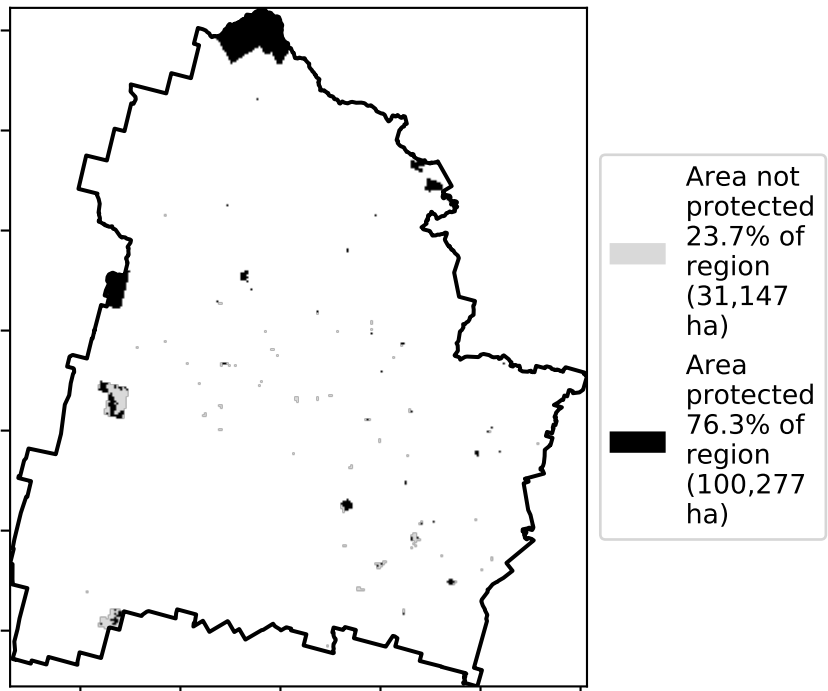 Area not
protected
23.7% of
region
(31,147
ha)
Area
protected
76.3% of
region
(100,277
ha)